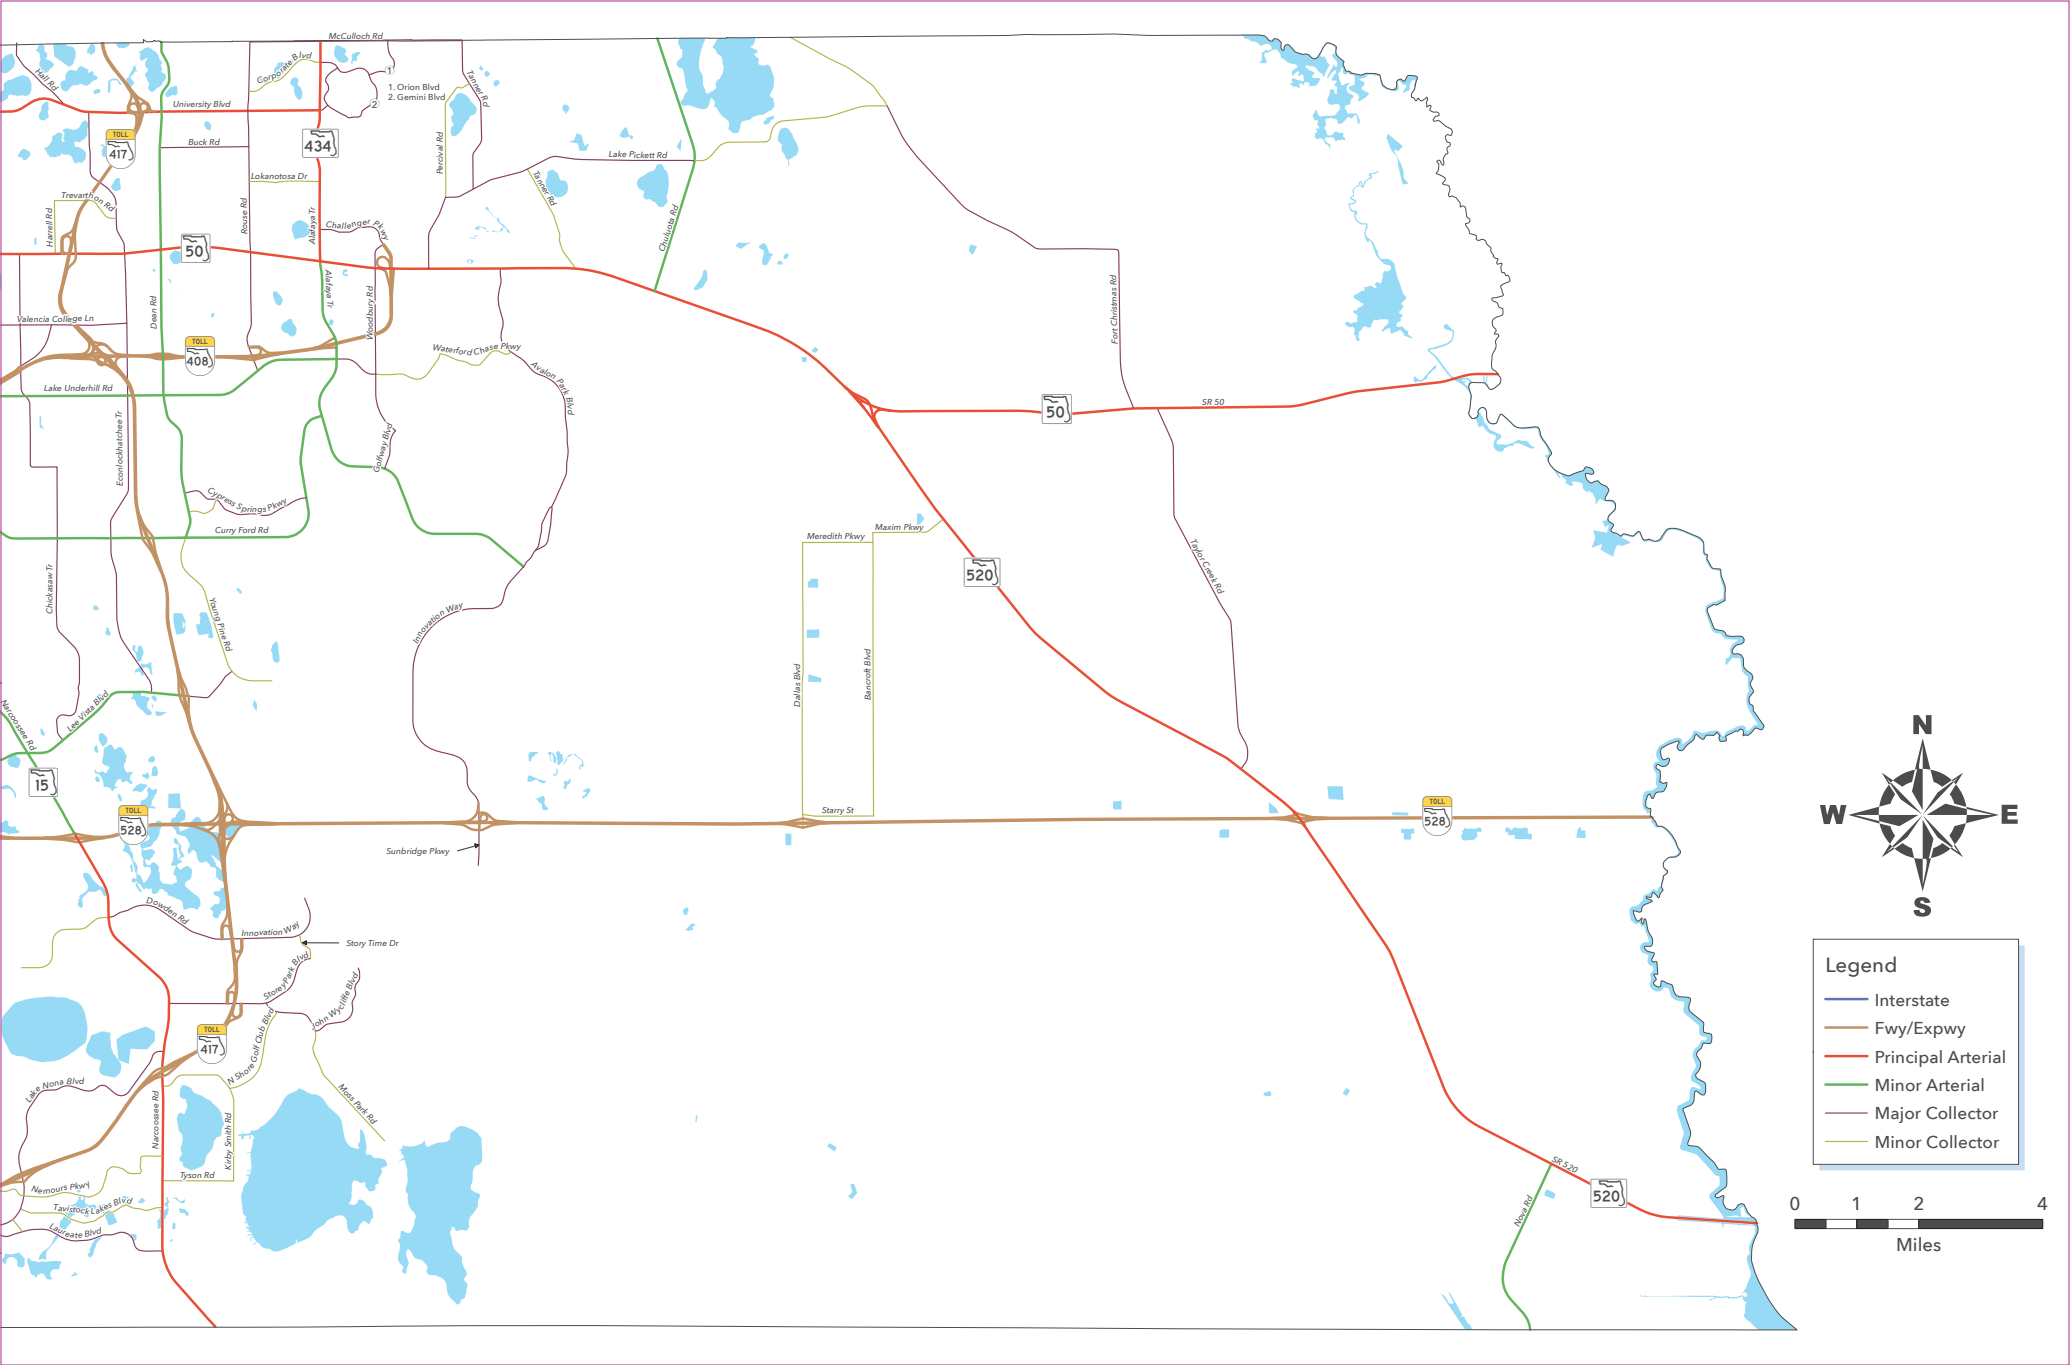 McCulloch Rd
Hall Rd
Corporate Blvd
1
1. Orion Blvd
2. Gemini Blvd
2
Tanner Rd
University Blvd
TOLL
417
434
Buck Rd
Percival Rd
Lake Pickett Rd
Lokanotosa Dr
Tanner Rd
Trevarthon Rd
Harrell Rd
Rouse Rd
Alafaya Tr
Challenger Pkwy
Chuluota Rd
50
Alafaya Tr
Woodbury Rd
Dean Rd
Fort Christmas Rd
Valencia College Ln
TOLL
408
Waterford Chase Pkwy
Avalon Park Blvd
Lake Underhill Rd
50
SR 50
Econlockhatchee Tr
Golfway Blvd
Cypress Springs Pkwy
Curry Ford Rd
Maxim Pkwy
Meredith Pkwy
520
Taylor Creek Rd
Chickasaw Tr
Young Pine Rd
Innovation Way
Dallas Blvd
Bancroft Blvd
Lee Vista Blvd
Narcoossee Rd
15
TOLL
528
Starry St
TOLL
528
Sunbridge Pkwy
Dowden Rd
Innovation Way
Story Time Dr
Storey Park Blvd
John Wycliffe Blvd
TOLL
417
N Shore Golf Club Blvd
Lake Nona Blvd
Moss Park Rd
Narcoossee Rd
Kirby Smith Rd
Tyson Rd
Nemours Pkwy
Tavistock Lakes Blvd
Laureate Blvd
SR 520
520
Nova Rd
N
W
E
S
Legend
Interstate
Fwy/Expwy
Principal Arterial
Minor Arterial
Major Collector
Minor Collector
0 1 2 4
Miles